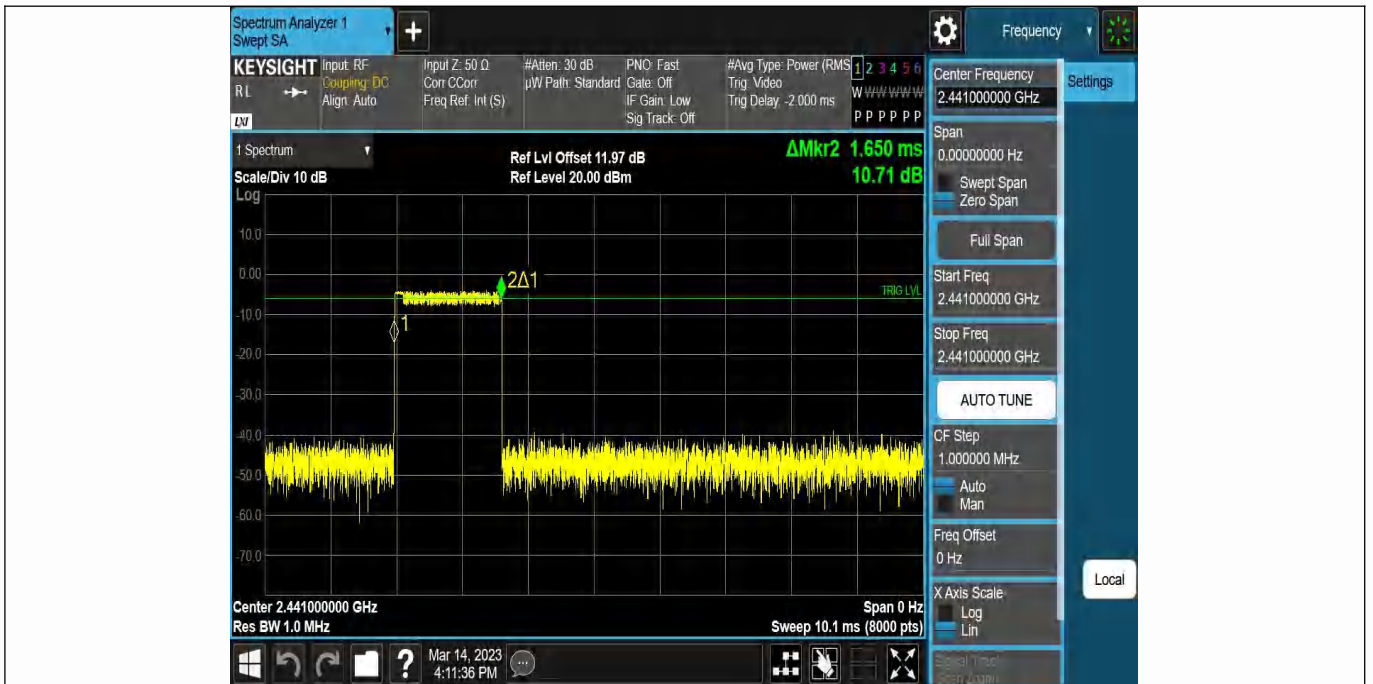 Spectrum Analyzer 1
Swept SA
+
Frequency
KEYSIGHT
RL
LXI
Input: RF
Coupling: DC
Align: Auto
Input Z: 50 Ω
Corr CCorr
Freq Ref: Int (S)
#Atten: 30 dB
µW Path: Standard
PNO: Fast
Gate: Off
IF Gain: Low
Sig Track: Off
#Avg Type: Power (RMS
Trig: Video
Trig Delay: -2.000 ms
1 2 3 4 5 6
W W W W W W
P P P P P P
1 Spectrum
Scale/Div 10 dB
Log
Ref Lvl Offset 11.97 dB
Ref Level 20.00 dBm
ΔMkr2 1.650 ms
10.71 dB
10.0
0.00
-10.0
-20.0
-30.0
-40.0
-50.0
-60.0
-70.0
2Δ1
1
TRIG LVL
Center 2.441000000 GHz
Res BW 1.0 MHz
Span 0 Hz
Sweep 10.1 ms (8000 pts)
Center Frequency
2.441000000 GHz
Settings
Span
0.00000000 Hz
Swept Span
Zero Span
Full Span
Start Freq
2.441000000 GHz
Stop Freq
2.441000000 GHz
AUTO TUNE
CF Step
1.000000 MHz
Auto
Man
Freq Offset
0 Hz
X Axis Scale
Log
Lin
Local
Signal Track
(Span Zoom)
?
Mar 14, 2023
4:11:36 PM